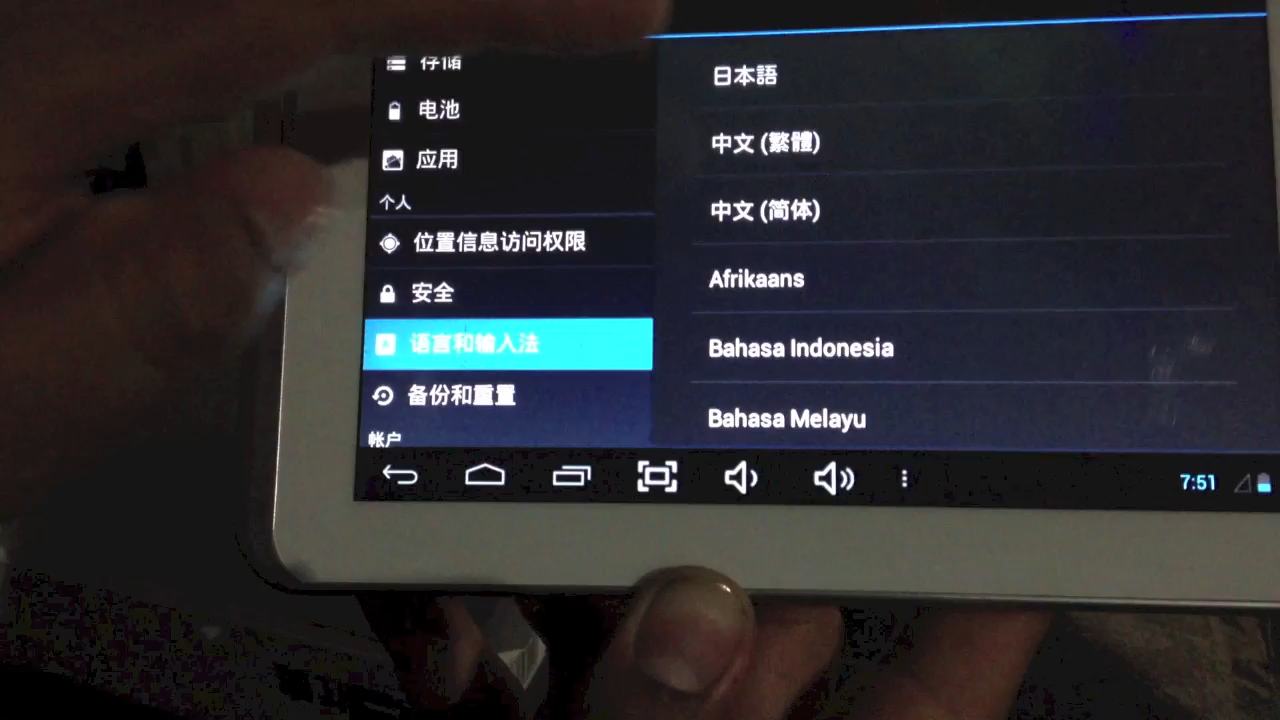 存储
电池
应用
个人
位置信息访问权限
安全
语言和输入法
备份和重置
帐户
日本語
中文 (繁體)
中文 (简体)
Afrikaans
Bahasa Indonesia
Bahasa Melayu
7:51